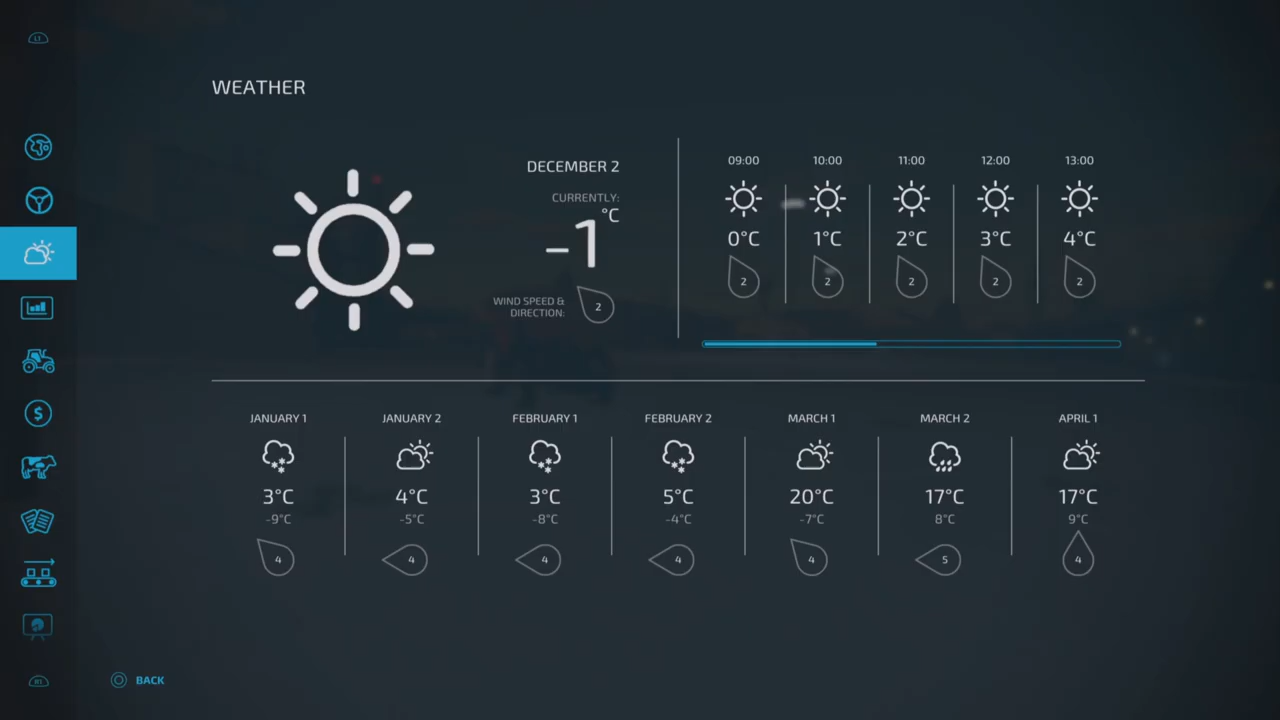 WEATHER
DECEMBER 2
CURRENTLY:
-1 °C
WIND SPEED & DIRECTION: 2
09:00 10:00 11:00 12:00 13:00
0°C 1°C 2°C 3°C 4°C
2 2 2 2 2
JANUARY 1 JANUARY 2 FEBRUARY 1 FEBRUARY 2 MARCH 1 MARCH 2 APRIL 1
3°C 4°C 3°C 5°C 20°C 17°C 17°C
-9°C -5°C -8°C -4°C -7°C 8°C 9°C
4 4 4 4 4 5 4
$
BACK